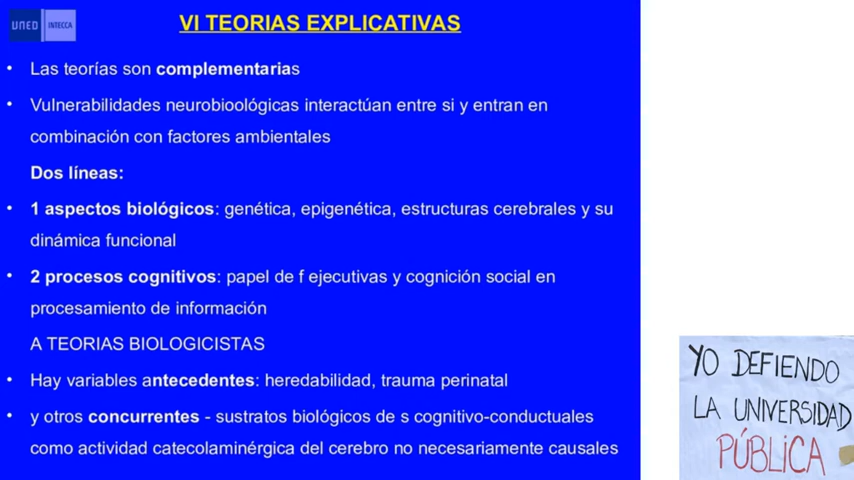 UNED INTECCA
VI TEORIAS EXPLICATIVAS
• Las teorías son complementarias
• Vulnerabilidades neurobioológicas interactúan entre si y entran en
combinación con factores ambientales
Dos líneas:
• 1 aspectos biológicos: genética, epigenética, estructuras cerebrales y su
dinámica funcional
• 2 procesos cognitivos: papel de f ejecutivas y cognición social en
procesamiento de información
A TEORIAS BIOLOGICISTAS
• Hay variables antecedentes: heredabilidad, trauma perinatal
• y otros concurrentes - sustratos biológicos de s cognitivo-conductuales
como actividad catecolaminérgica del cerebro no necesariamente causales
YO DEFIENDO
LA UNIVERSIDAD
PÚBLICA